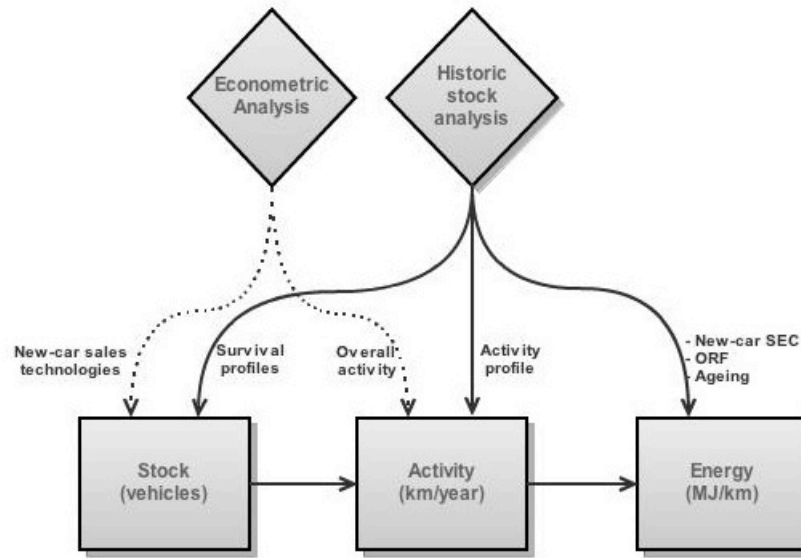 Econometric
Analysis
Historic
stock
analysis
New-car sales
technologies
Survival
profiles
Overall
activity
Activity
profile
- New-car SEC
- ORF
- Ageing
Stock
(vehicles)
Activity
(km/year)
Energy
(MJ/km)